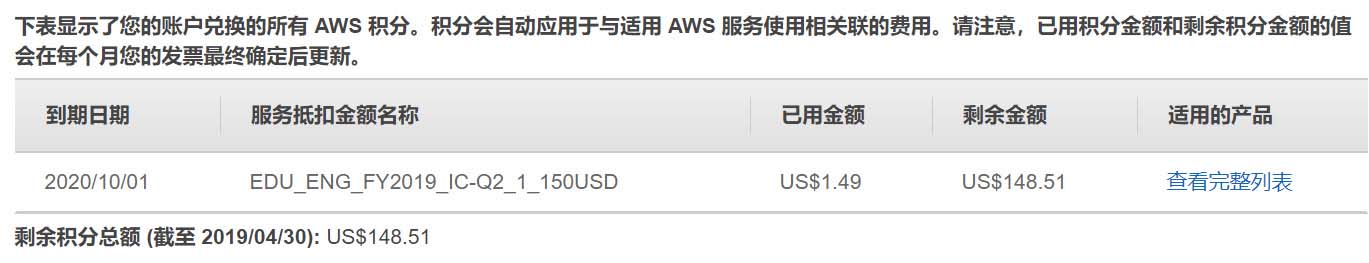 下表显示了您的账户兑换的所有 AWS 积分。积分会自动应用于与适用 AWS 服务使用相关联的费用。请注意，已用积分金额和剩余积分金额的值
会在每个月您的发票最终确定后更新。
到期日期 服务抵扣金额名称 已用金额 剩余金额 适用的产品
2020/10/01 EDU_ENG_FY2019_IC-Q2_1_150USD US$1.49 US$148.51 查看完整列表
剩余积分总额 (截至 2019/04/30): US$148.51